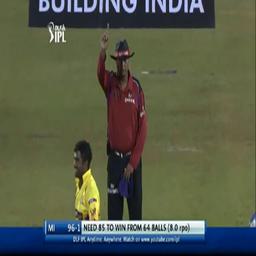 BUILDING INDIA
DLF
IPL
MI 96-1 NEED 85 TO WIN FROM 64 BALLS (8.0 rpo)
DLF IPL Anytime. Anywhere. Watch on www.youtube.com/ipl